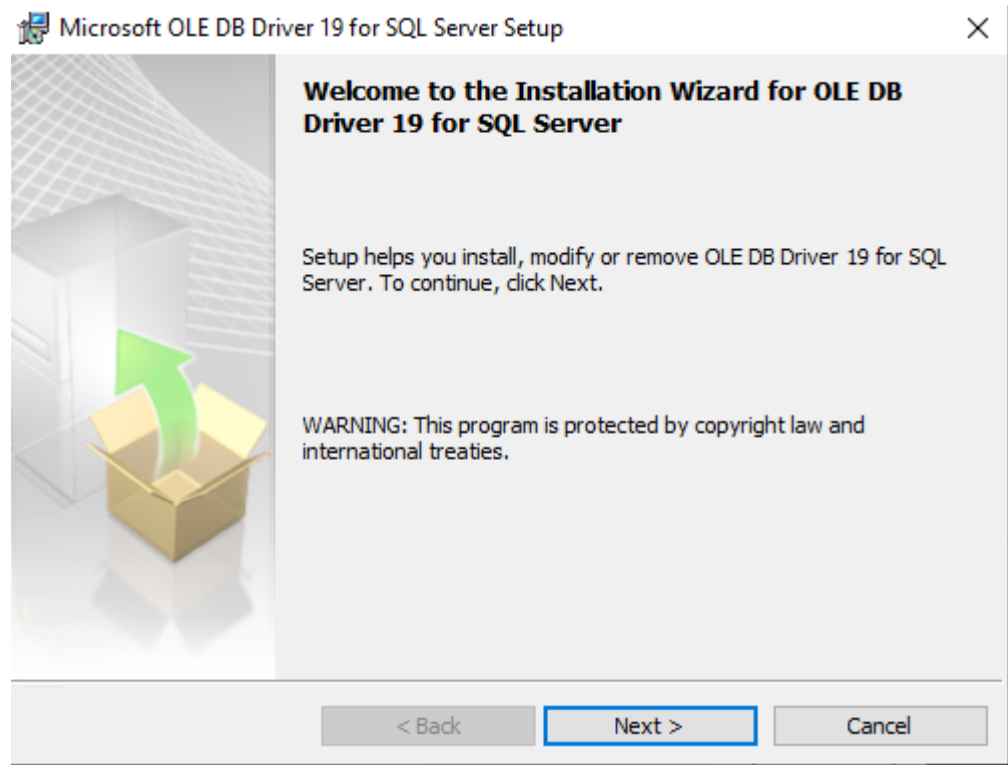 Microsoft OLE DB Driver 19 for SQL Server Setup
Welcome to the Installation Wizard for OLE DB
Driver 19 for SQL Server
Setup helps you install, modify or remove OLE DB Driver 19 for SQL
Server. To continue, click Next.
WARNING: This program is protected by copyright law and
international treaties.
< Back Next > Cancel